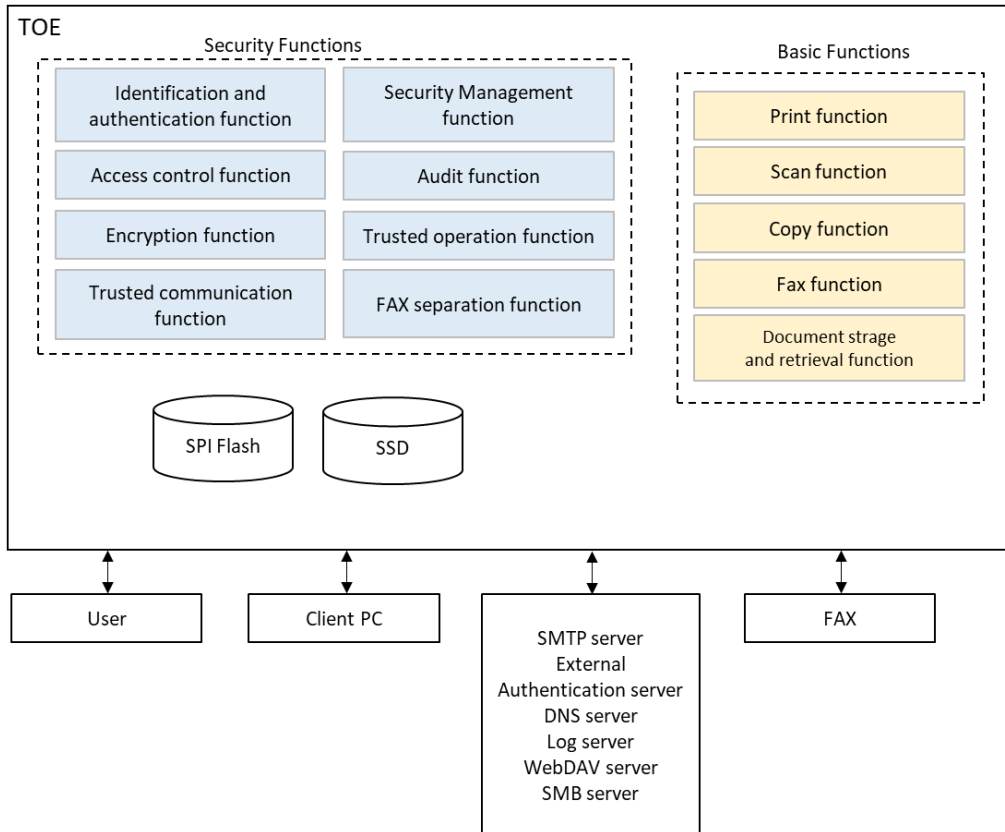 TOE
Security Functions
Identification and
authentication function
Security Management
function
Access control function
Audit function
Encryption function
Trusted operation function
Trusted communication
function
FAX separation function
Basic Functions
Print function
Scan function
Copy function
Fax function
Document strage
and retrieval function
SPI Flash
SSD
User
Client PC
SMTP server
External
Authentication server
DNS server
Log server
WebDAV server
SMB server
FAX